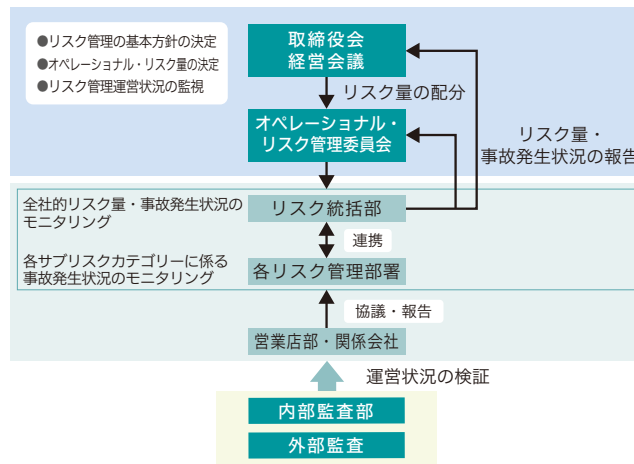 ●リスク管理の基本方針の決定
●オペレーショナル・リスク量の決定
●リスク管理運営状況の監視
取締役会
経営会議
リスク量の配分
オペレーショナル・
リスク管理委員会
リスク量・
事故発生状況の報告
全社的リスク量・事故発生状況の
モニタリング
リスク統括部
連携
各サブリスクカテゴリーに係る
事故発生状況のモニタリング
各リスク管理部署
協議・報告
営業店部・関係会社
運営状況の検証
内部監査部
外部監査